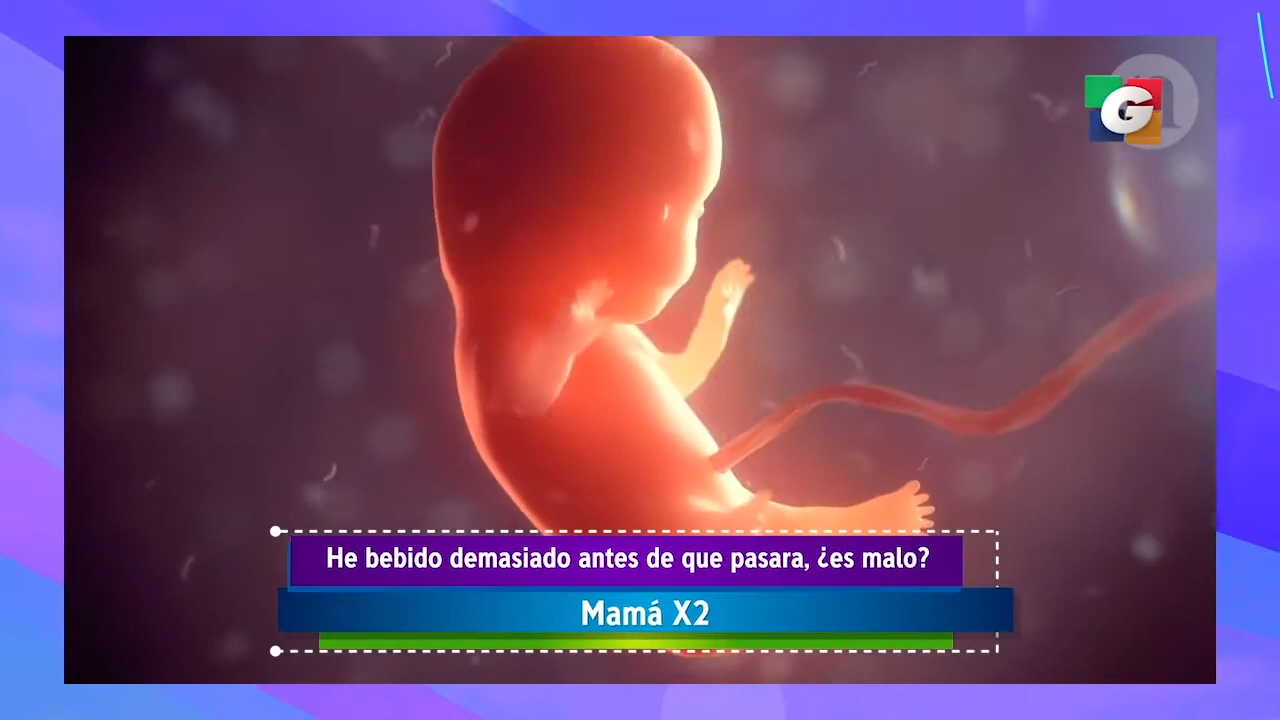 G
He bebido demasiado antes de que pasara, ¿es malo?
Mamá X2